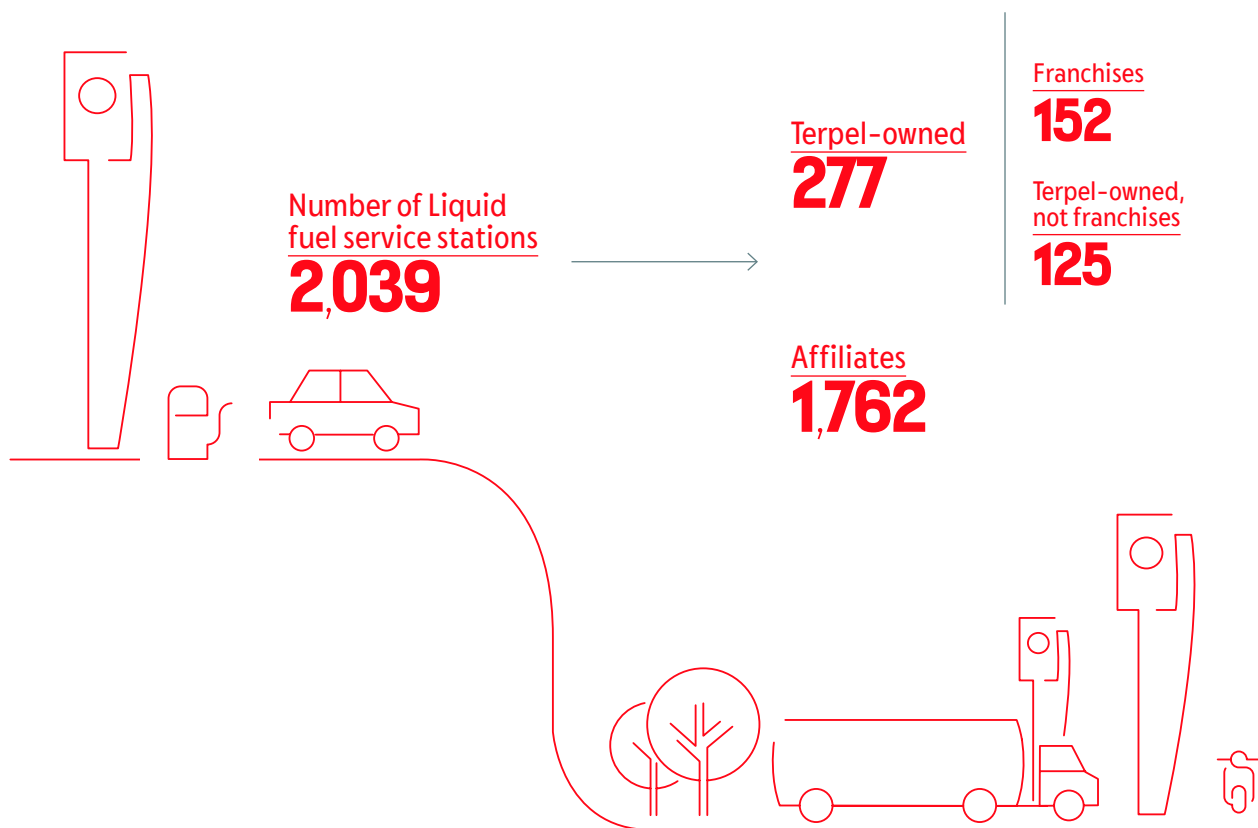 Number of Liquid
fuel service stations
2,039
Terpel-owned
277
Franchises
152
Terpel-owned,
not franchises
125
Affiliates
1,762